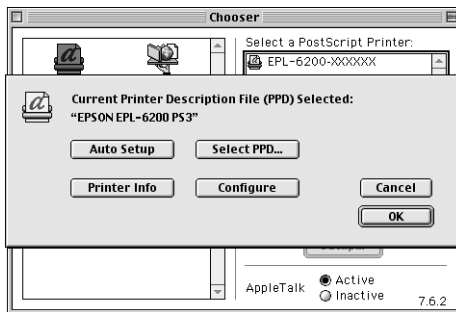 Chooser
Select a PostScript Printer:
EPL-6200-XXXXXX
Current Printer Description File (PPD) Selected:
“EPSON EPL-6200 PS3”
Auto Setup Select PPD...
Printer Info Configure Cancel
OK
AppleTalk Active
Inactive
7.6.2